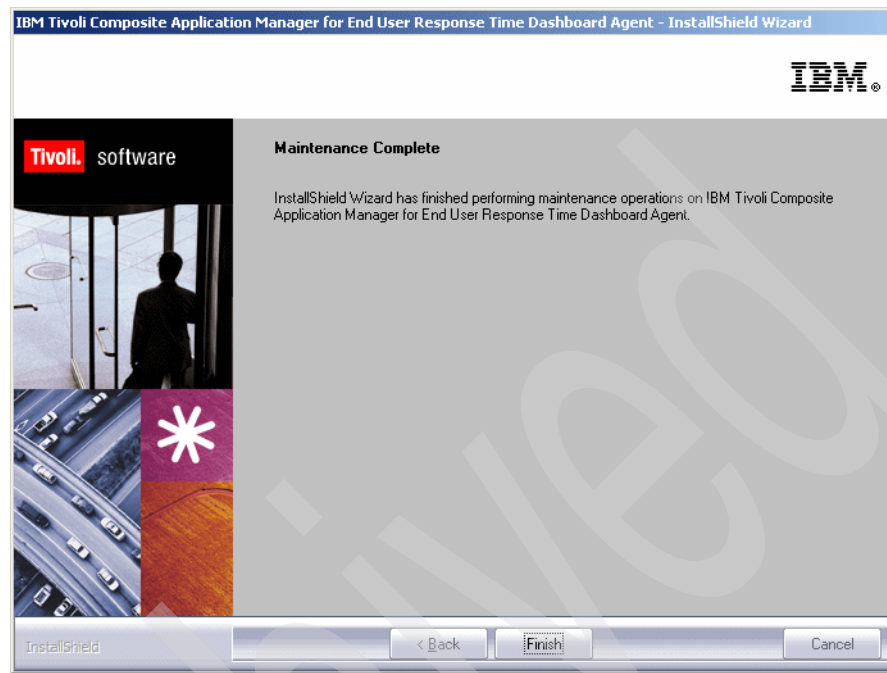 IBM Tivoli Composite Application Manager for End User Response Time Dashboard Agent - InstallShield Wizard
IBM®
Tivoli. software
Maintenance Complete
InstallShield Wizard has finished performing maintenance operations on IBM Tivoli Composite
Application Manager for End User Response Time Dashboard Agent.
InstallShield
< Back
Finish
Cancel